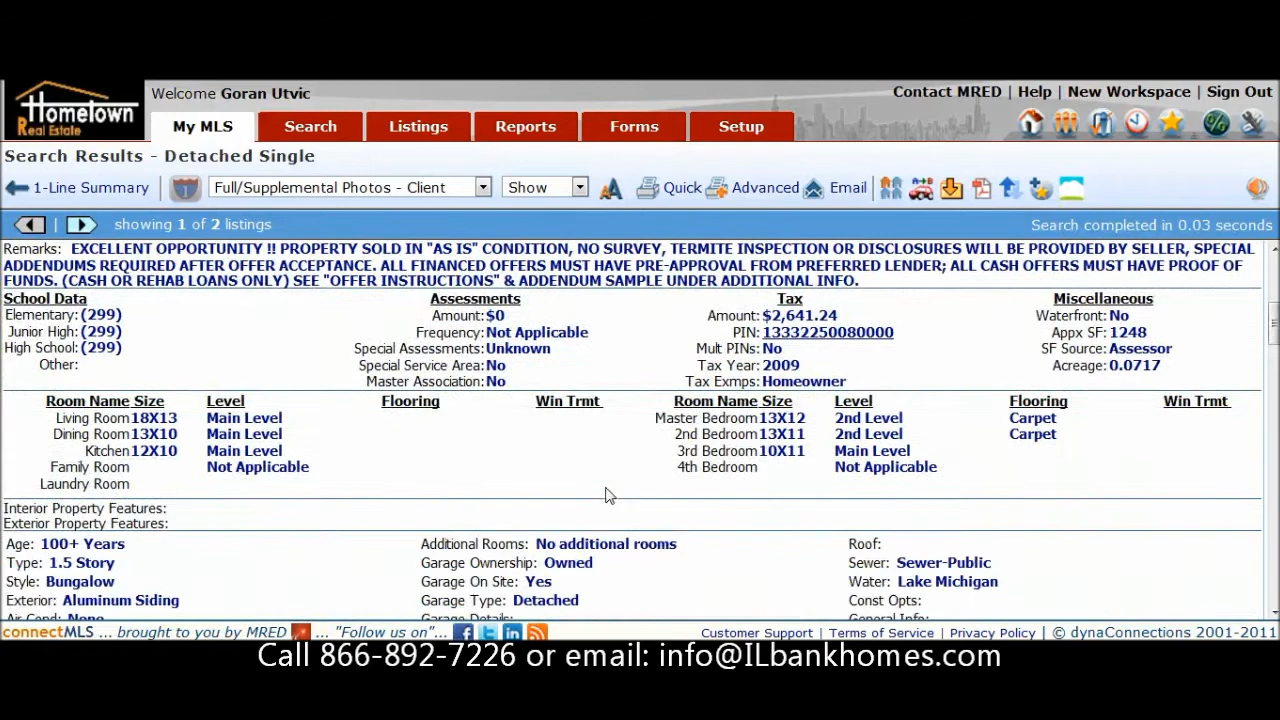 Hometown
Real Estate
Welcome Goran Utvic
Contact MRED | Help | New Workspace | Sign Out
My MLS Search Listings Reports Forms Setup
Search Results - Detached Single
1-Line Summary Full/Supplemental Photos - Client Show Quick Advanced Email
showing 1 of 2 listings Search completed in 0.03 seconds
Remarks: EXCELLENT OPPORTUNITY !! PROPERTY SOLD IN "AS IS" CONDITION, NO SURVEY, TERMITE INSPECTION OR DISCLOSURES WILL BE PROVIDED BY SELLER, SPECIAL
ADDENDUMS REQUIRED AFTER OFFER ACCEPTANCE. ALL FINANCED OFFERS MUST HAVE PRE-APPROVAL FROM PREFERRED LENDER; ALL CASH OFFERS MUST HAVE PROOF OF
FUNDS. (CASH OR REHAB LOANS ONLY) SEE "OFFER INSTRUCTIONS" & ADDENDUM SAMPLE UNDER ADDITIONAL INFO.
School Data Assessments Tax Miscellaneous
Elementary: (299) Amount: $0 Amount: $2,641.24 Waterfront: No
Junior High: (299) Frequency: Not Applicable PIN: 13332250080000 Appx SF: 1248
High School: (299) Special Assessments: Unknown Mult PINs: No SF Source: Assessor
Other: Special Service Area: No Tax Year: 2009 Acreage: 0.0717
Master Association: No Tax Exmps: Homeowner
Room Name Size Level Flooring Win Trmt Room Name Size Level Flooring Win Trmt
Living Room 18X13 Main Level Master Bedroom 13X12 2nd Level Carpet
Dining Room 13X10 Main Level 2nd Bedroom 13X11 2nd Level Carpet
Kitchen 12X10 Main Level 3rd Bedroom 10X11 Main Level
Family Room Not Applicable 4th Bedroom Not Applicable
Laundry Room
Interior Property Features:
Exterior Property Features:
Age: 100+ Years Additional Rooms: No additional rooms Roof:
Type: 1.5 Story Garage Ownership: Owned Sewer: Sewer-Public
Style: Bungalow Garage On Site: Yes Water: Lake Michigan
Exterior: Aluminum Siding Garage Type: Detached Const Opts:
Air Cond: None Garage Details: General Info:
connectMLS ... brought to you by MRED ... "Follow us on"... Customer Support | Terms of Service | Privacy Policy | © dynaConnections 2001-2011
Call 866-892-7226 or email: info@ILbankhomes.com